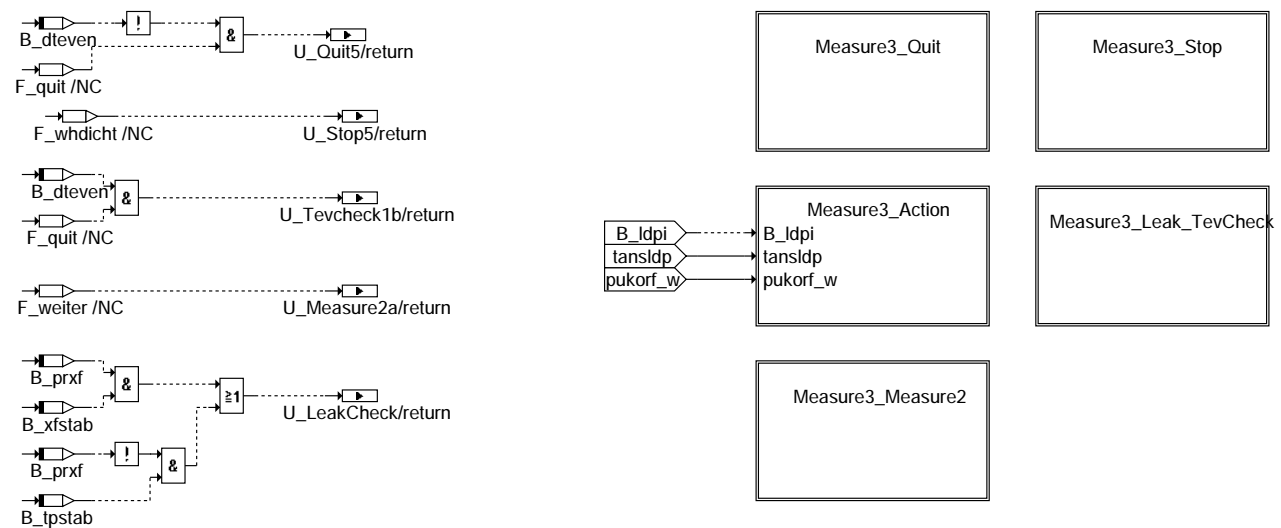 B_dteven
!
&
U_Quit5/return
F_quit /NC
F_whdicht /NC
U_Stop5/return
B_dteven
&
U_Tevcheck1b/return
F_quit /NC
F_weiter /NC
U_Measure2a/return
B_prxf
&
≥1
U_LeakCheck/return
B_xfstab
B_prxf
!
&
B_tpstab
Measure3_Quit
Measure3_Stop
Measure3_Action
B_ldpi
B_ldpi
tansldp
tansldp
pukorf_w
pukorf_w
Measure3_Leak_TevCheck
Measure3_Measure2